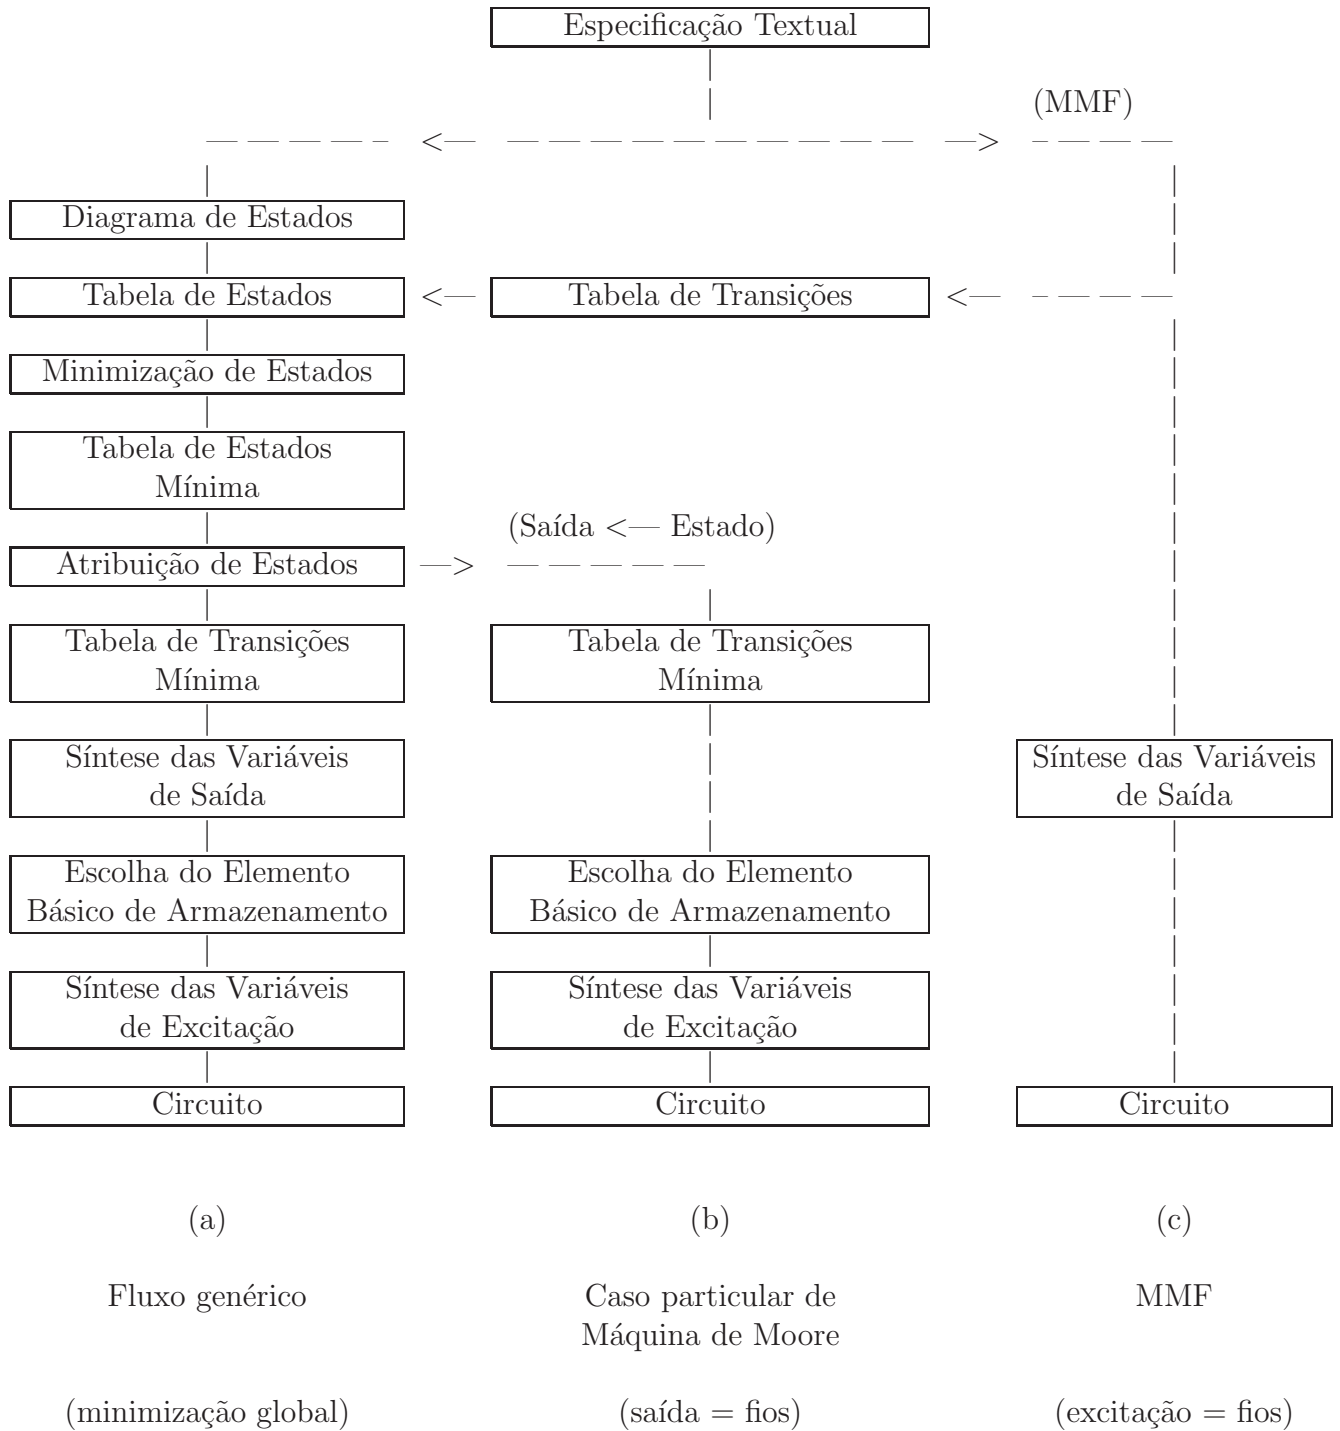 Especificação Textual
(MMF)
<—
—>
Diagrama de Estados
Tabela de Estados
<—
Tabela de Transições
<—
Minimização de Estados
Tabela de Estados
Mínima
(Saída <— Estado)
Atribuição de Estados
—>
Tabela de Transições
Mínima
Tabela de Transições
Mínima
Síntese das Variáveis
de Saída
Síntese das Variáveis
de Saída
Escolha do Elemento
Básico de Armazenamento
Escolha do Elemento
Básico de Armazenamento
Síntese das Variáveis
de Excitação
Síntese das Variáveis
de Excitação
Circuito
Circuito
Circuito
(a)
(b)
(c)
Fluxo genérico
Caso particular de
Máquina de Moore
MMF
(minimização global)
(saída = fios)
(excitação = fios)